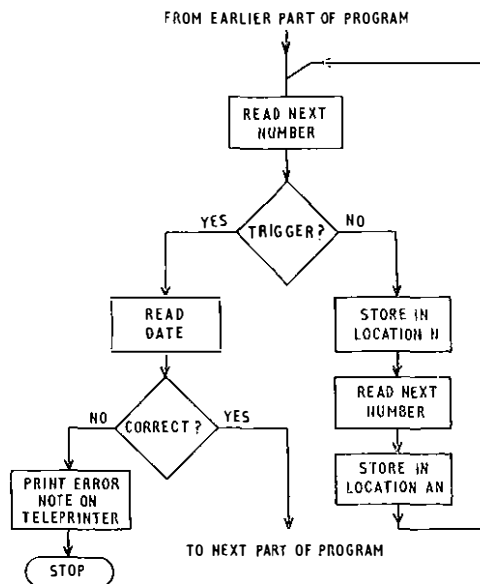 FROM EARLIER PART OF PROGRAM
READ NEXT
NUMBER
TRIGGER?
YES
NO
READ
DATE
CORRECT?
NO
YES
PRINT ERROR
NOTE ON
TELEPRINTER
STOP
STORE IN
LOCATION N
READ NEXT
NUMBER
STORE IN
LOCATION AN
TO NEXT PART OF PROGRAM